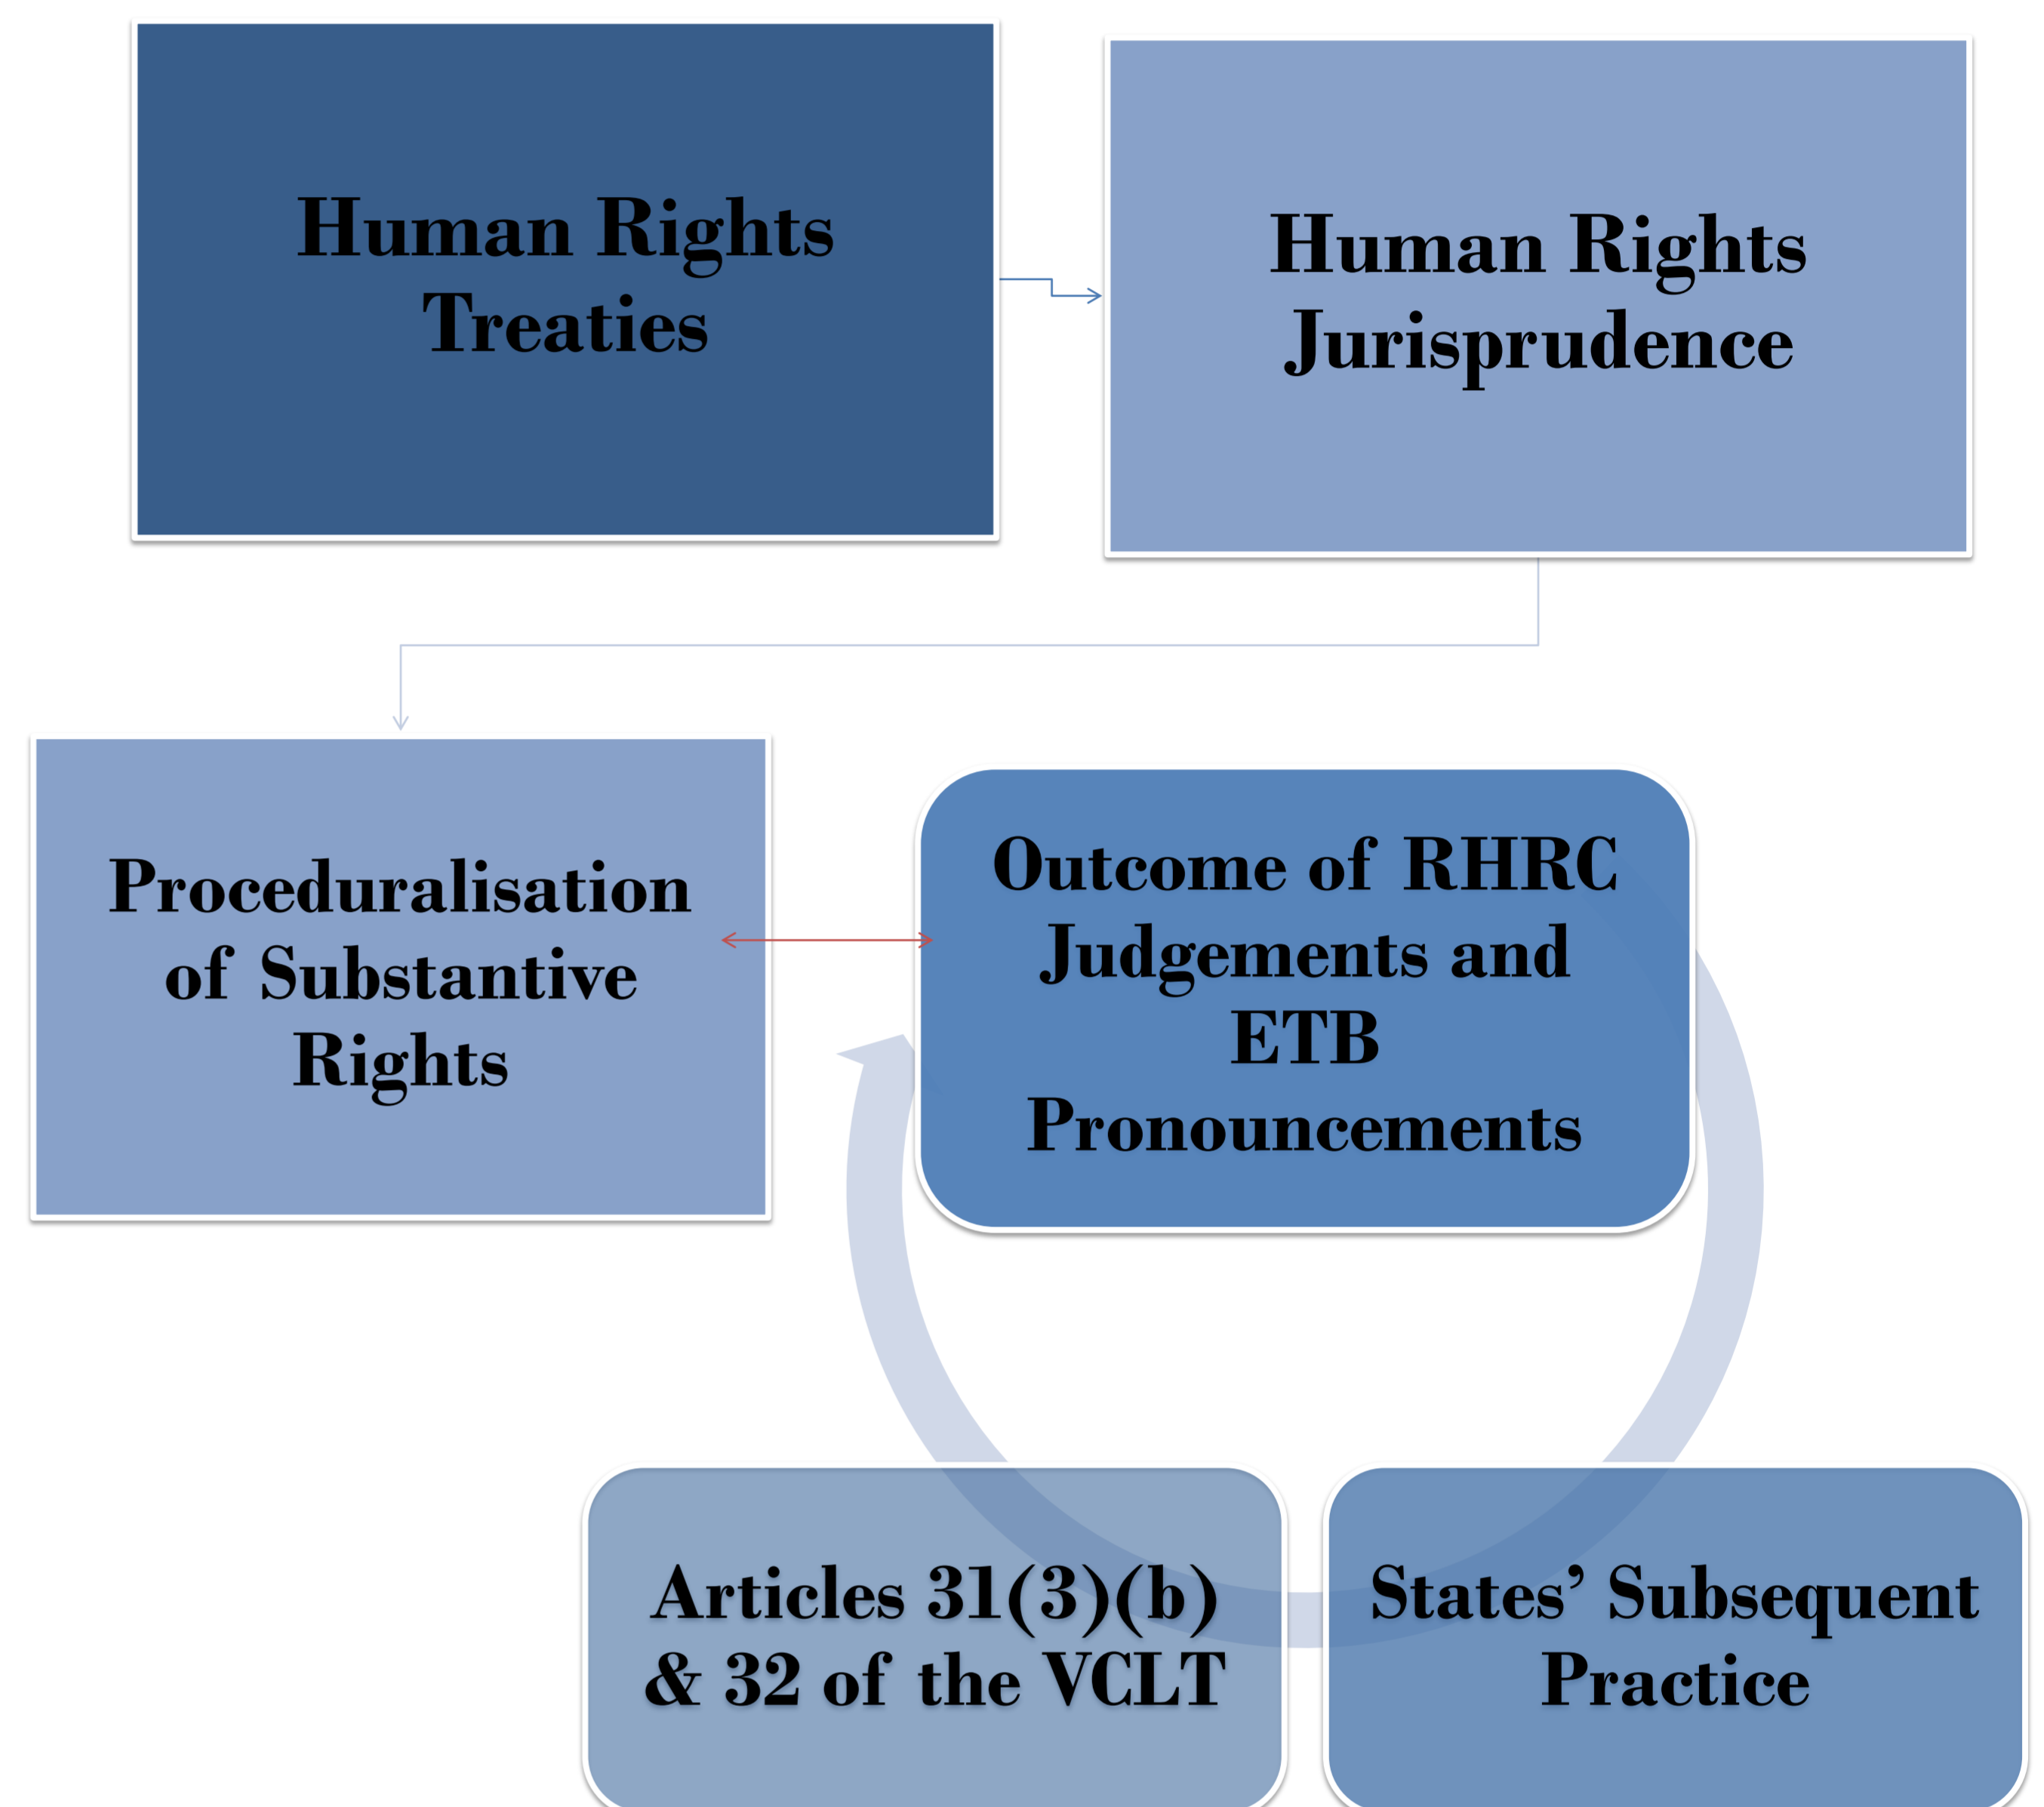 Human Rights
Treaties
Human Rights
Jurisprudence
Proceduralisation
of Substantive
Rights
Outcome of RHRC
Judgements and
ETB
Pronouncements
Articles 31(3)(b)
& 32 of the VCLT
States’ Subsequent
Practice